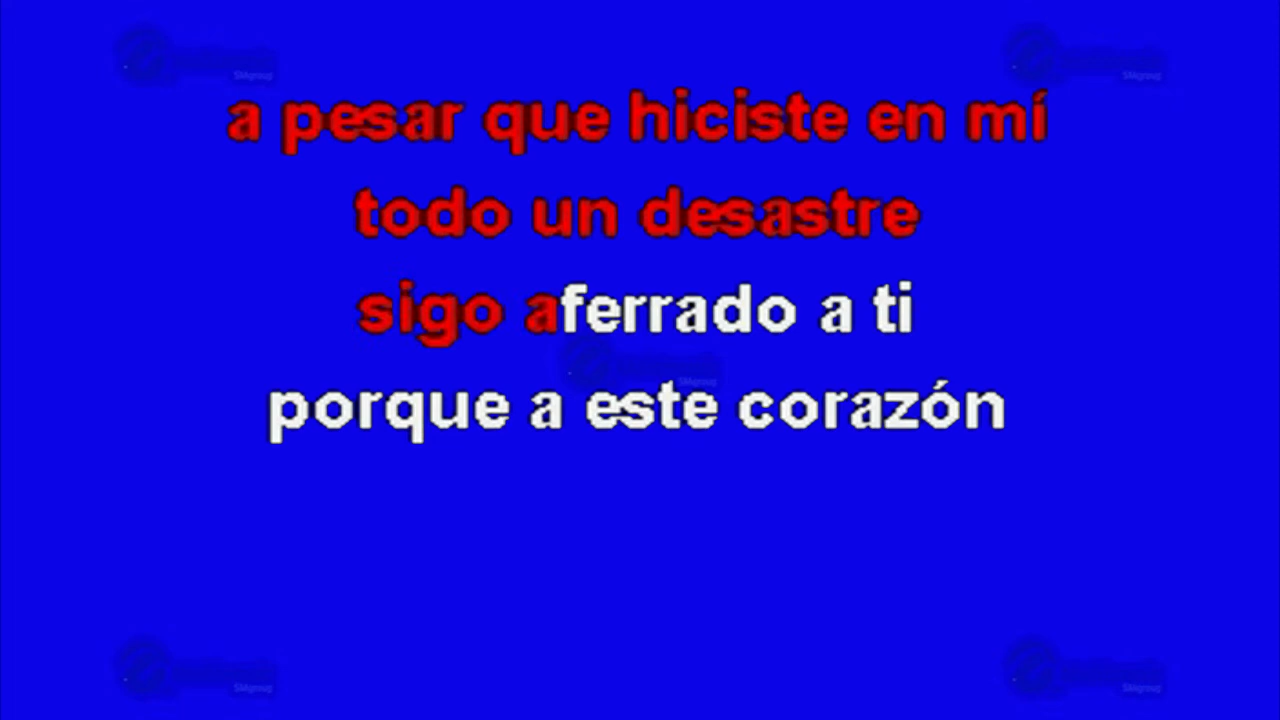 a pesar que hiciste en mí
todo un desastre
sigo aferrado a ti
porque a este corazón